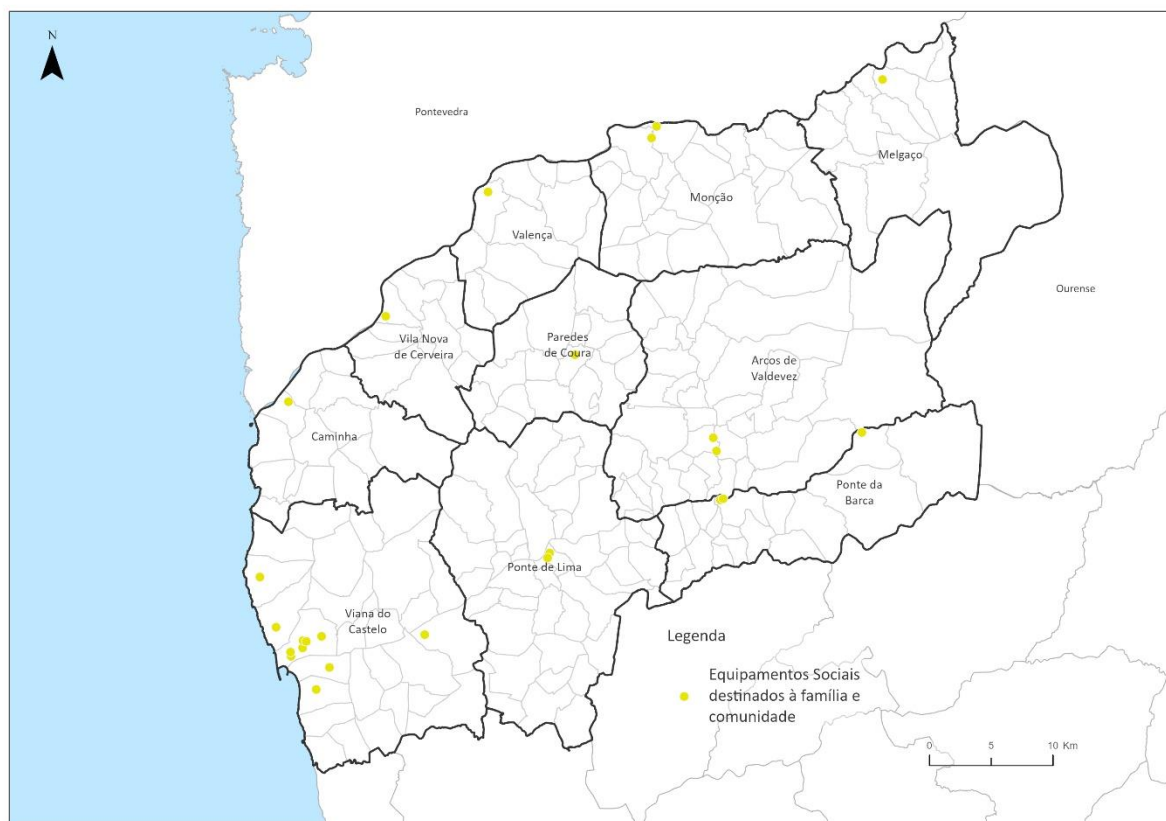 N
Pontevedra
Melgaço
Monção
Valença
Ourense
Vila Nova
de Cerveira
Paredes
de Coura
Arcos de
Valdevez
Caminha
Ponte da
Barca
Ponte de Lima
Viana do
Castelo
Legenda
Equipamentos Sociais
destinados à família e
comunidade
0 5 10 Km